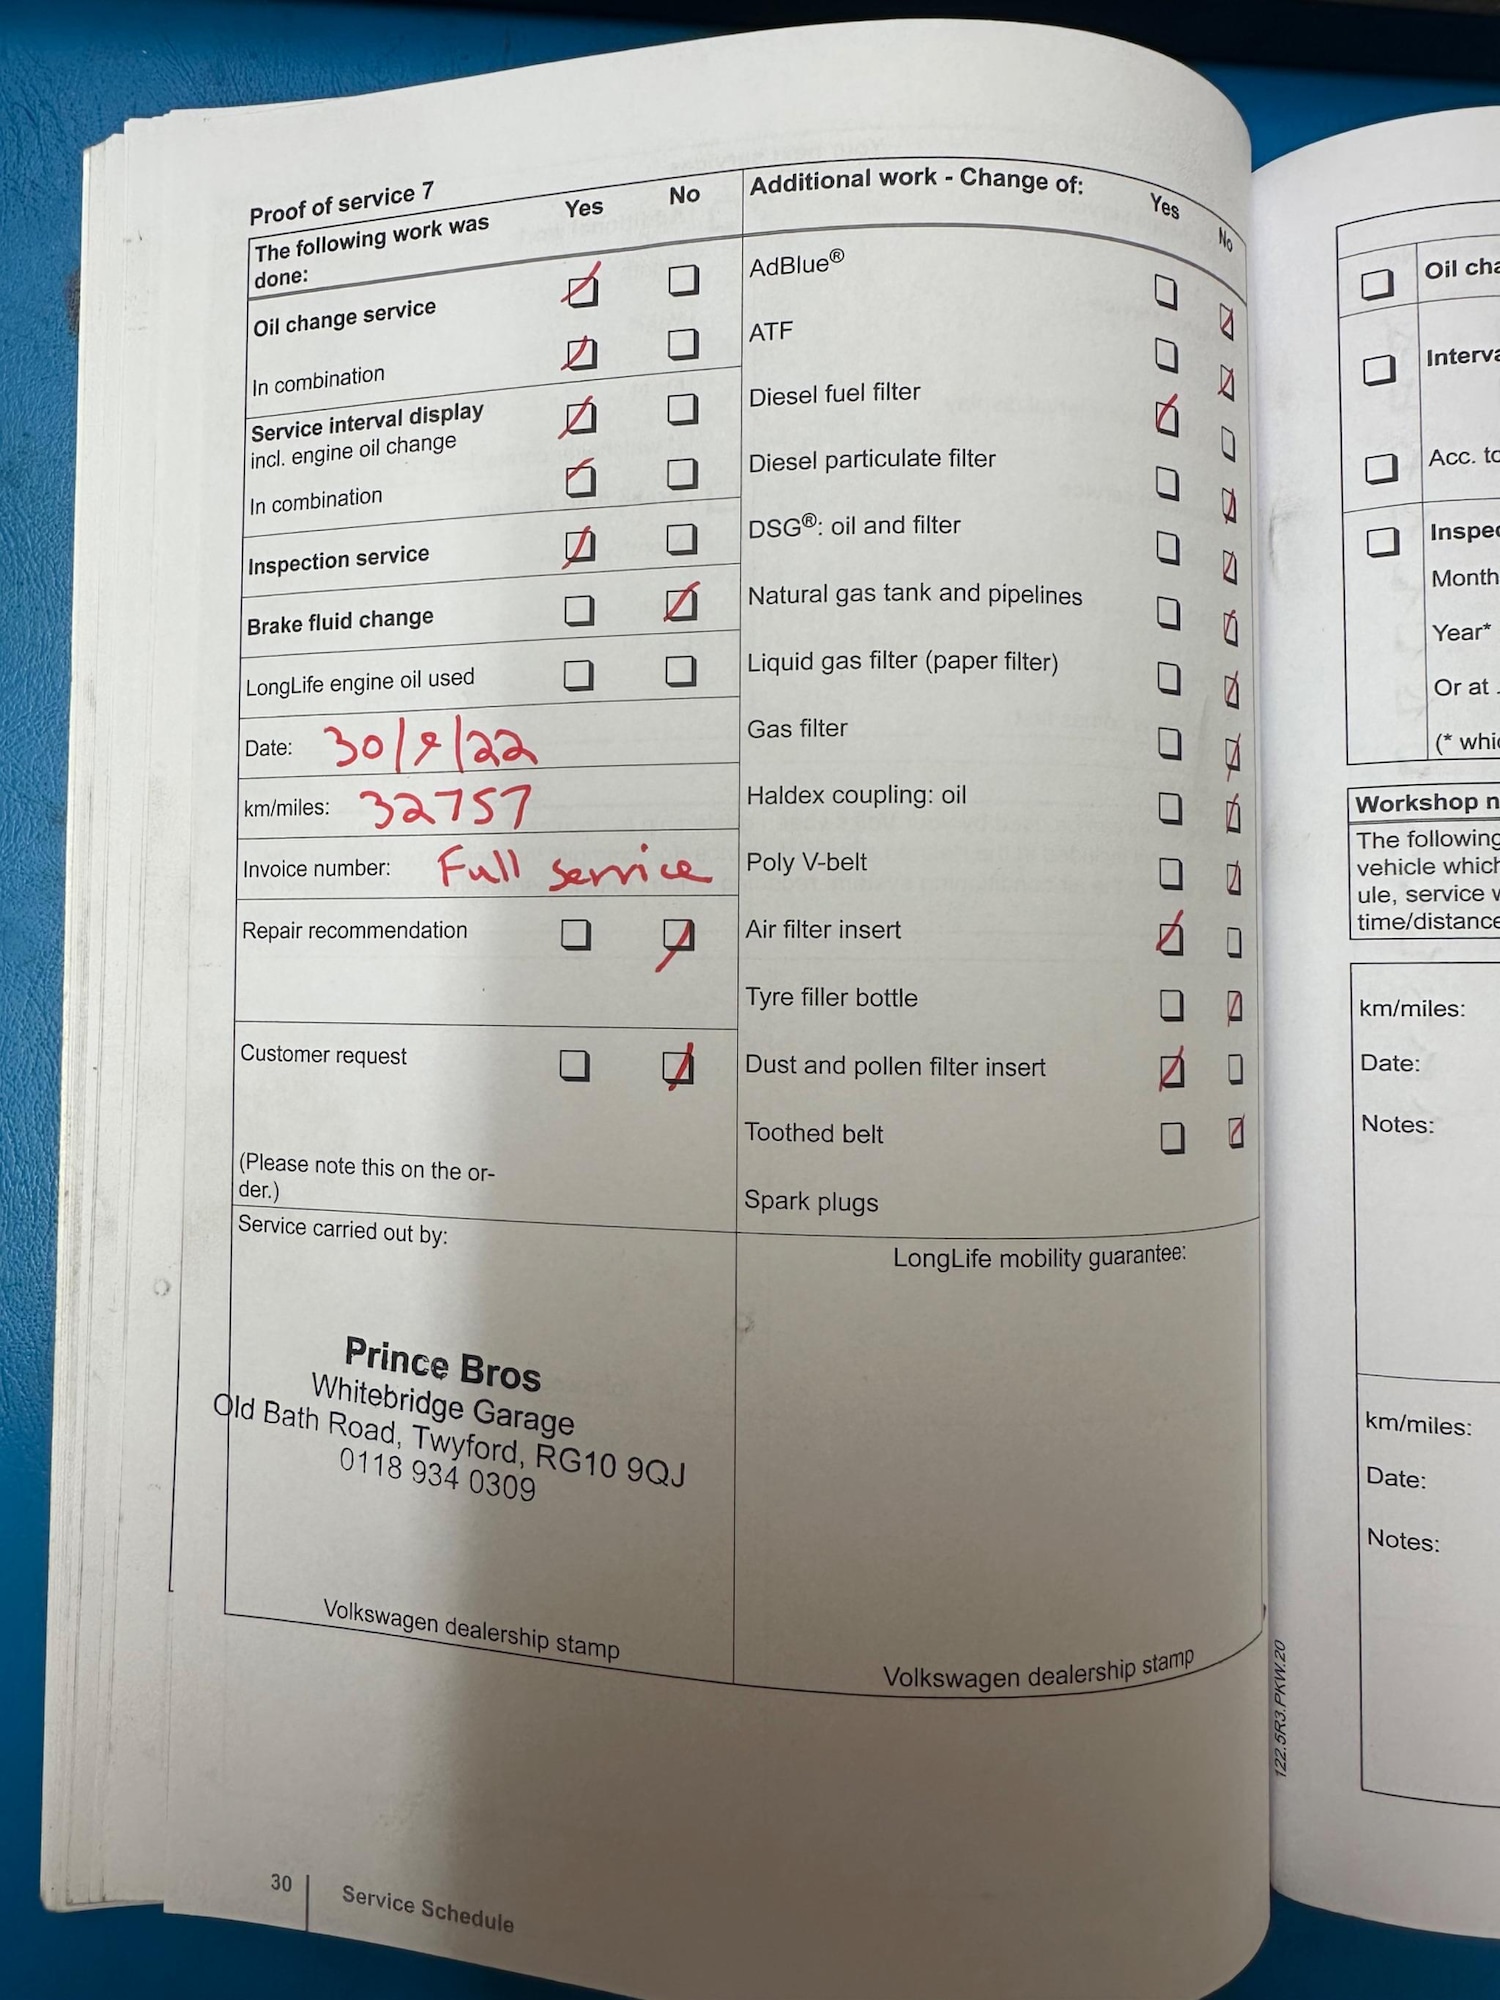 Proof of service 7
The following work was
done:
Yes No
Oil change service
In combination
Service interval display
incl. engine oil change
In combination
Inspection service
Brake fluid change
LongLife engine oil used
Date: 30/9/22
km/miles: 32757
Invoice number: Full service
Repair recommendation
Customer request
(Please note this on the or-
der.)
Service carried out by:
Prince Bros
Whitebridge Garage
Old Bath Road, Twyford, RG10 9QJ
0118 934 0309
Volkswagen dealership stamp
Additional work - Change of:
Yes No
AdBlue®
ATF
Diesel fuel filter
Diesel particulate filter
DSG®: oil and filter
Natural gas tank and pipelines
Liquid gas filter (paper filter)
Gas filter
Haldex coupling: oil
Poly V-belt
Air filter insert
Tyre filler bottle
Dust and pollen filter insert
Toothed belt
Spark plugs
LongLife mobility guarantee:
Volkswagen dealership stamp
30 Service Schedule
122.5R3.PKW.20
Oil cha
Interva
Acc. to
Inspec
Month
Year*
Or at
(* whic
Workshop n
The following
vehicle which
ule, service w
time/distance
km/miles:
Date:
Notes:
km/miles:
Date:
Notes: